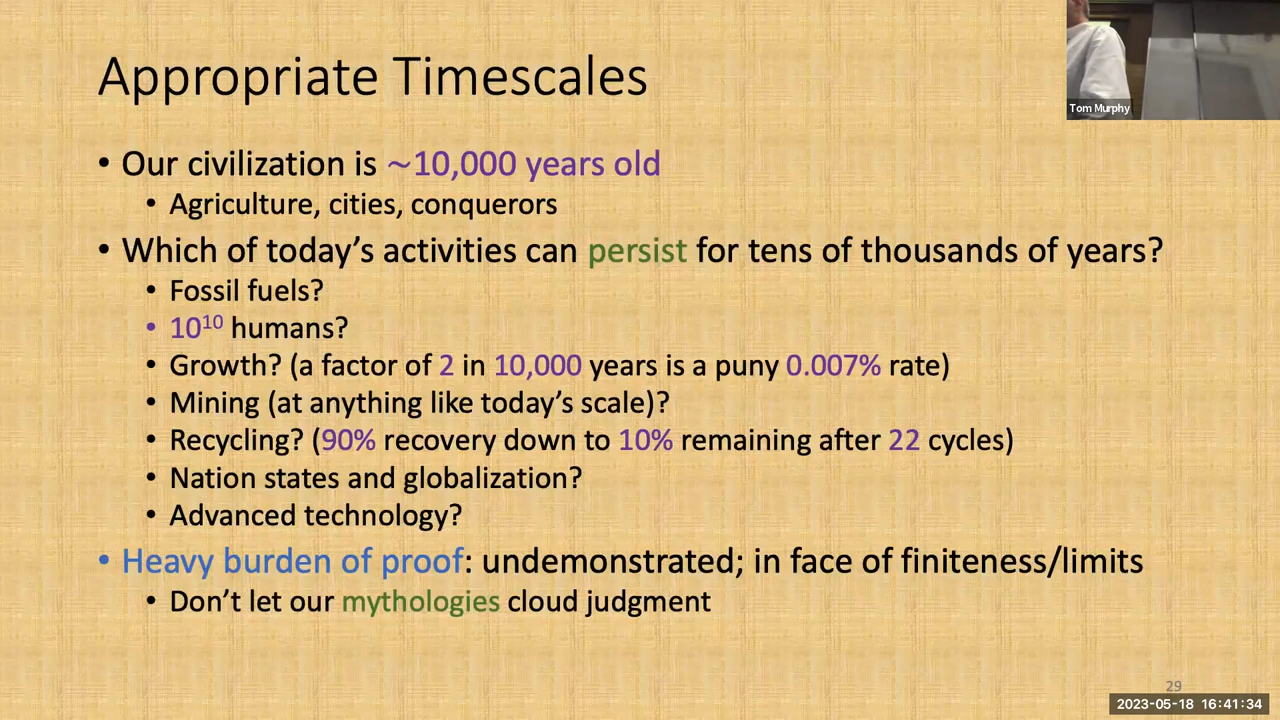 Appropriate Timescales
Tom Murphy
• Our civilization is ~10,000 years old
• Agriculture, cities, conquerors
• Which of today’s activities can persist for tens of thousands of years?
• Fossil fuels?
• 10¹⁰ humans?
• Growth? (a factor of 2 in 10,000 years is a puny 0.007% rate)
• Mining (at anything like today’s scale)?
• Recycling? (90% recovery down to 10% remaining after 22 cycles)
• Nation states and globalization?
• Advanced technology?
• Heavy burden of proof: undemonstrated; in face of finiteness/limits
• Don’t let our mythologies cloud judgment
29
2023-05-18 16:41:34